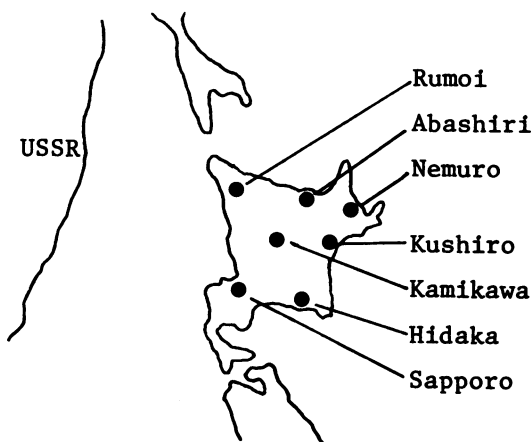 Rumoi
Abashiri
USSR
Nemuro
Kushiro
Kamikawa
Hidaka
Sapporo